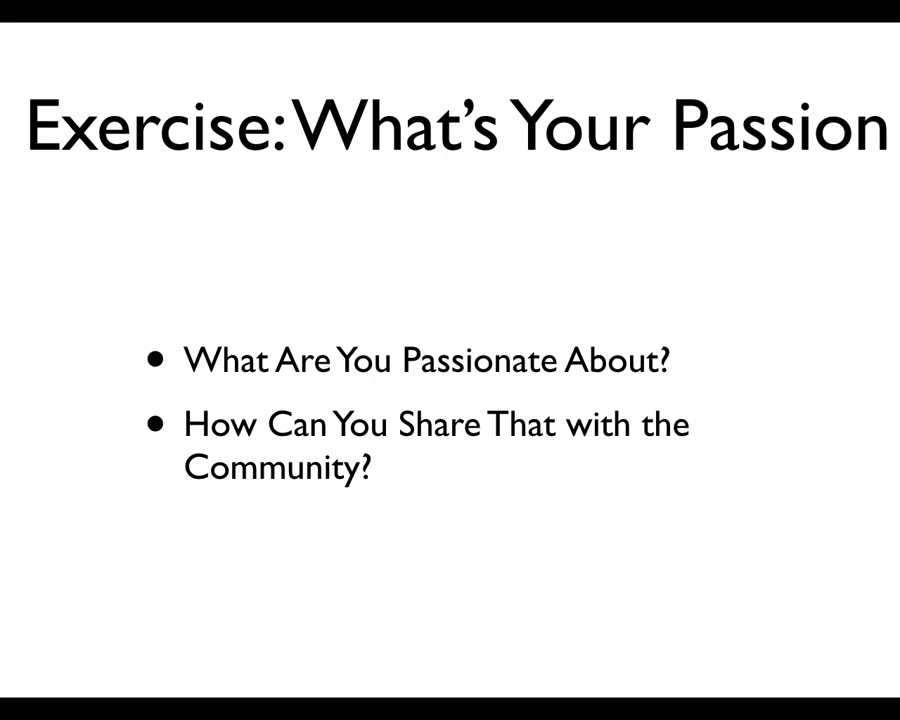 Exercise: What's Your Passion
• What Are You Passionate About?
• How Can You Share That with the
Community?